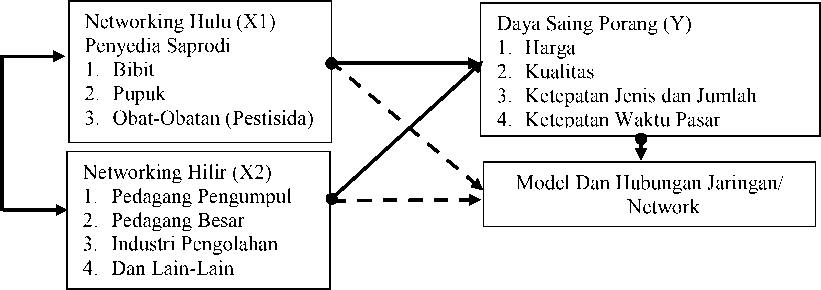 Networking Hulu (X1)
Penyedia Saprodi
1. Bibit
2. Pupuk
3. Obat-Obatan (Pestisida)
Networking Hilir (X2)
1. Pedagang Pengumpul
2. Pedagang Besar
3. Industri Pengolahan
4. Dan Lain-Lain
Daya Saing Porang (Y)
1. Harga
2. Kualitas
3. Ketepatan Jenis dan Jumlah
4. Ketepatan Waktu Pasar
Model Dan Hubungan Jaringan/
Network